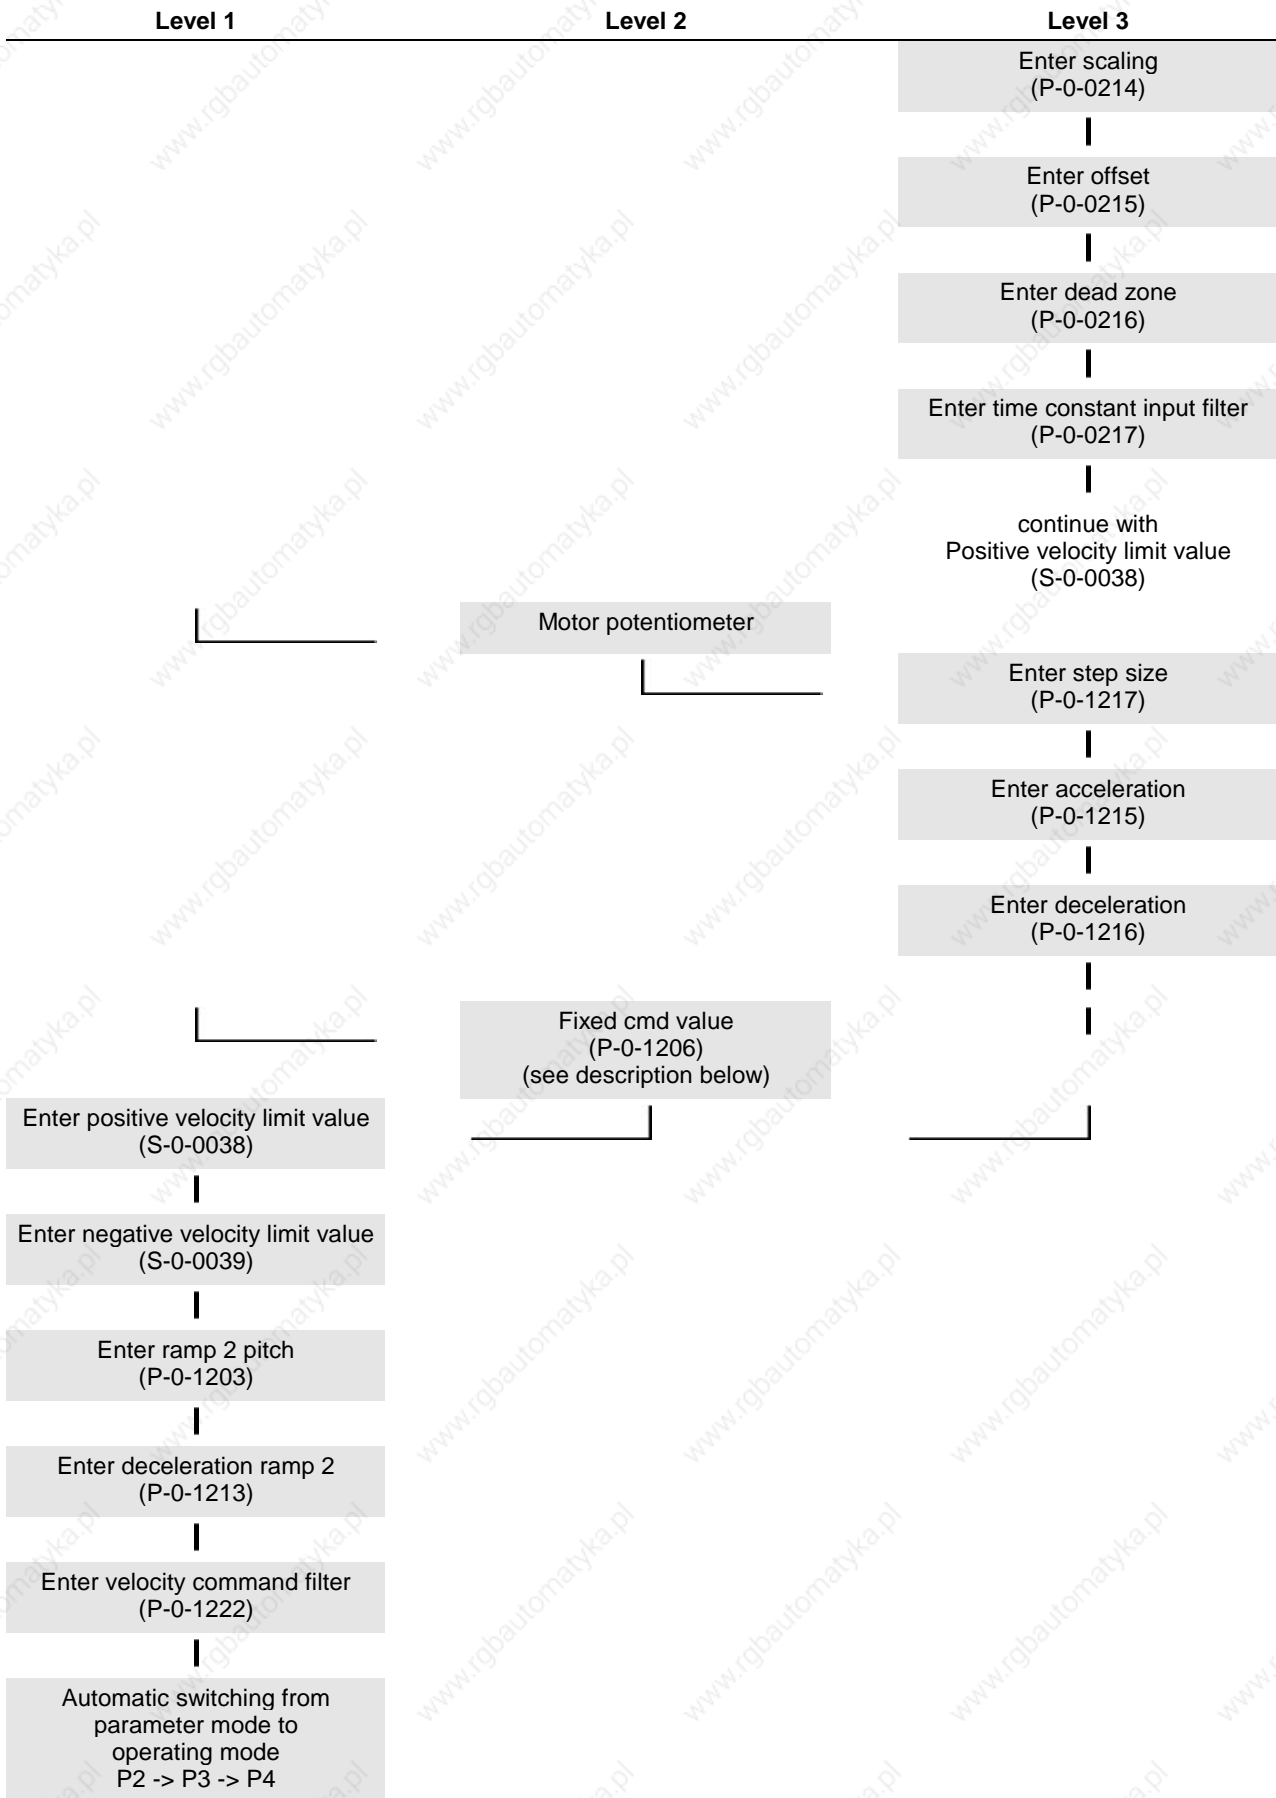 Level 1
Level 2
Level 3
Enter scaling
(P-0-0214)
Enter offset
(P-0-0215)
Enter dead zone
(P-0-0216)
Enter time constant input filter
(P-0-0217)
continue with
Positive velocity limit value
(S-0-0038)
Motor potentiometer
Enter step size
(P-0-1217)
Enter acceleration
(P-0-1215)
Enter deceleration
(P-0-1216)
Fixed cmd value
(P-0-1206)
(see description below)
Enter positive velocity limit value
(S-0-0038)
Enter negative velocity limit value
(S-0-0039)
Enter ramp 2 pitch
(P-0-1203)
Enter deceleration ramp 2
(P-0-1213)
Enter velocity command filter
(P-0-1222)
Automatic switching from
parameter mode to
operating mode
P2 -> P3 -> P4
www.rgbautomatyka.pl